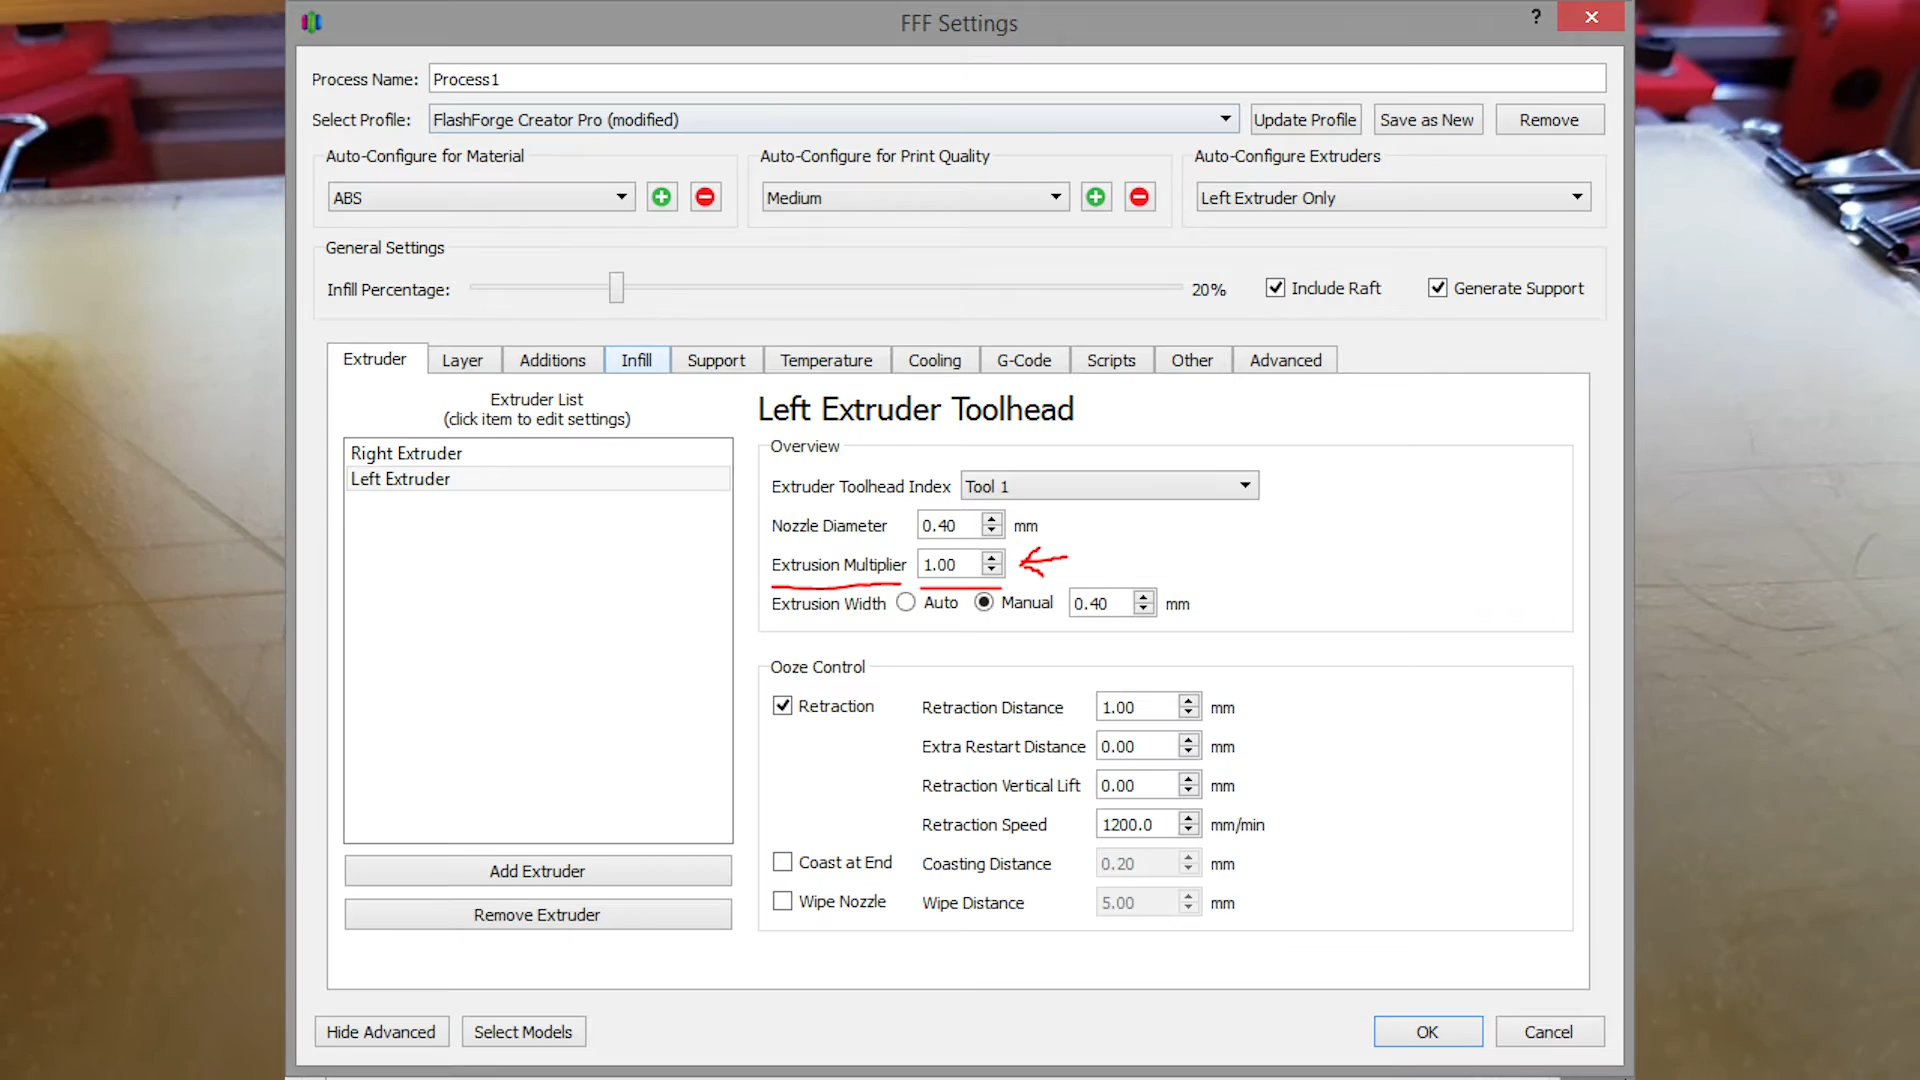 FFF Settings
?
Process Name: Process1
Select Profile: FlashForge Creator Pro (modified) Update Profile Save as New Remove
Auto-Configure for Material Auto-Configure for Print Quality Auto-Configure Extruders
ABS Medium Left Extruder Only
General Settings
Infill Percentage: 20% Include Raft Generate Support
Extruder Layer Additions Infill Support Temperature Cooling G-Code Scripts Other Advanced
Extruder List
(click item to edit settings)
Right Extruder
Left Extruder
Add Extruder
Remove Extruder
Left Extruder Toolhead
Overview
Extruder Toolhead Index Tool 1
Nozzle Diameter 0.40 mm
Extrusion Multiplier 1.00
Extrusion Width Auto Manual 0.40 mm
Ooze Control
Retraction Retraction Distance 1.00 mm
Extra Restart Distance 0.00 mm
Retraction Vertical Lift 0.00 mm
Retraction Speed 1200.0 mm/min
Coast at End Coasting Distance 0.20 mm
Wipe Nozzle Wipe Distance 5.00 mm
Hide Advanced Select Models OK Cancel